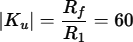 |K_u| = \frac{R_f}{R_1} = 60